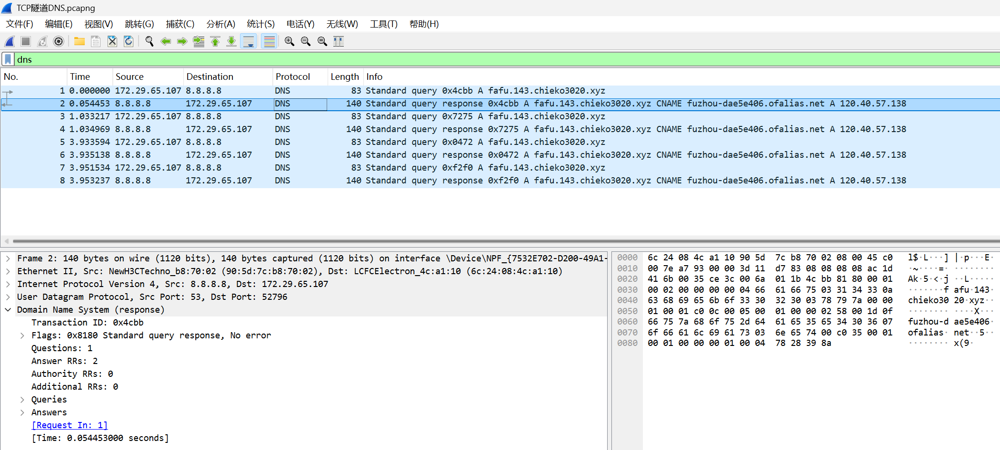 TCP隧道DNS.pcapng
文件(F) 编辑(E) 视图(V) 跳转(G) 捕获(C) 分析(A) 统计(S) 电话(Y) 无线(W) 工具(T) 帮助(H)
dns
No. Time Source Destination Protocol Length Info
1 0.000000 172.29.65.107 8.8.8.8 DNS 83 Standard query 0x4cbb A fafu.143.chieko3020.xyz
2 0.054453 8.8.8.8 172.29.65.107 DNS 140 Standard query response 0x4cbb A fafu.143.chieko3020.xyz CNAME fuzhou-dae5e406.ofalias.net A 120.40.57.138
3 1.033217 172.29.65.107 8.8.8.8 DNS 83 Standard query 0x7275 A fafu.143.chieko3020.xyz
4 1.034969 8.8.8.8 172.29.65.107 DNS 140 Standard query response 0x7275 A fafu.143.chieko3020.xyz CNAME fuzhou-dae5e406.ofalias.net A 120.40.57.138
5 3.933594 172.29.65.107 8.8.8.8 DNS 83 Standard query 0x0472 A fafu.143.chieko3020.xyz
6 3.935138 8.8.8.8 172.29.65.107 DNS 140 Standard query response 0x0472 A fafu.143.chieko3020.xyz CNAME fuzhou-dae5e406.ofalias.net A 120.40.57.138
7 3.951534 172.29.65.107 8.8.8.8 DNS 83 Standard query 0xf2f0 A fafu.143.chieko3020.xyz
8 3.953237 8.8.8.8 172.29.65.107 DNS 140 Standard query response 0xf2f0 A fafu.143.chieko3020.xyz CNAME fuzhou-dae5e406.ofalias.net A 120.40.57.138
Frame 2: 140 bytes on wire (1120 bits), 140 bytes captured (1120 bits) on interface \Device\NPF_{7532E702-D200-49A1-
Ethernet II, Src: NewH3CTechno_b8:70:02 (90:5d:7c:b8:70:02), Dst: LCFCElectron_4c:a1:10 (6c:24:08:4c:a1:10)
Internet Protocol Version 4, Src: 8.8.8.8, Dst: 172.29.65.107
User Datagram Protocol, Src Port: 53, Dst Port: 52796
Domain Name System (response)
Transaction ID: 0x4cbb
Flags: 0x8180 Standard query response, No error
Questions: 1
Answer RRs: 2
Authority RRs: 0
Additional RRs: 0
Queries
Answers
[Request In: 1]
[Time: 0.054453000 seconds]
0000 6c 24 08 4c a1 10 90 5d 7c b8 70 02 08 00 45 c0 l$·L···] |·p···E·
0010 00 7e a7 93 00 00 3d 11 d7 83 08 08 08 08 ac 1d ·~····=· ········
0020 41 6b 00 35 ce 3c 00 6a 01 1b 4c bb 81 80 00 01 Ak·5·<·j ··L·····
0030 00 02 00 00 00 00 04 66 61 66 75 03 31 34 33 0a ·······f afu·143·
0040 63 68 69 65 6b 6f 33 30 32 30 03 78 79 7a 00 00 chieko30 20·xyz··
0050 01 00 01 c0 0c 00 05 00 01 00 00 02 58 00 1d 0f ········ ····X···
0060 66 75 7a 68 6f 75 2d 64 61 65 35 65 34 30 36 07 fuzhou-d ae5e406·
0070 6f 66 61 6c 69 61 73 03 6e 65 74 00 c0 35 00 01 ofalias· net··5··
0080 00 01 00 00 00 01 00 04 78 28 39 8a ········ x(9·